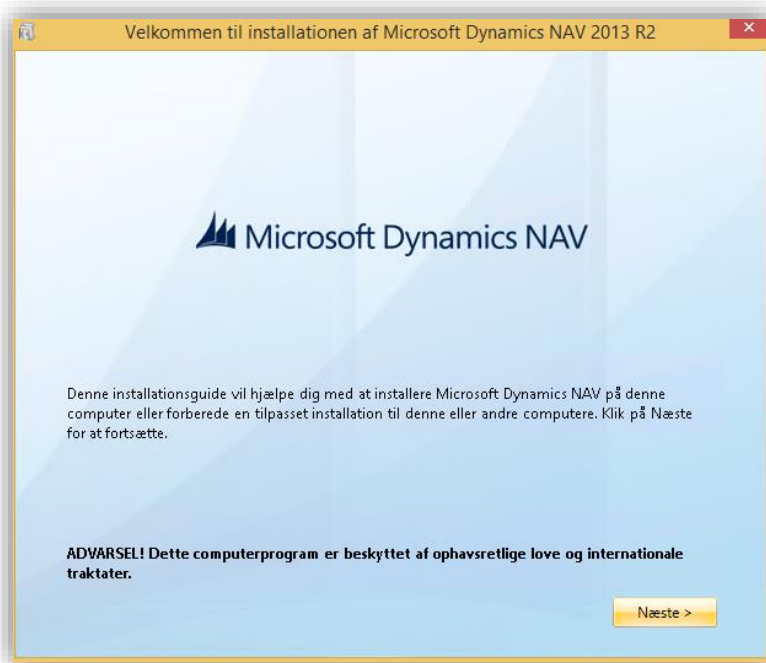 Velkommen til installationen af Microsoft Dynamics NAV 2013 R2
Microsoft Dynamics NAV
Denne installationsguide vil hjælpe dig med at installere Microsoft Dynamics NAV på denne
computer eller forberede en tilpasset installation til denne eller andre computere. Klik på Næste
for at fortsætte.
ADVARSEL! Dette computerprogram er beskyttet af ophavsretlige love og internationale
traktater.
Næste >